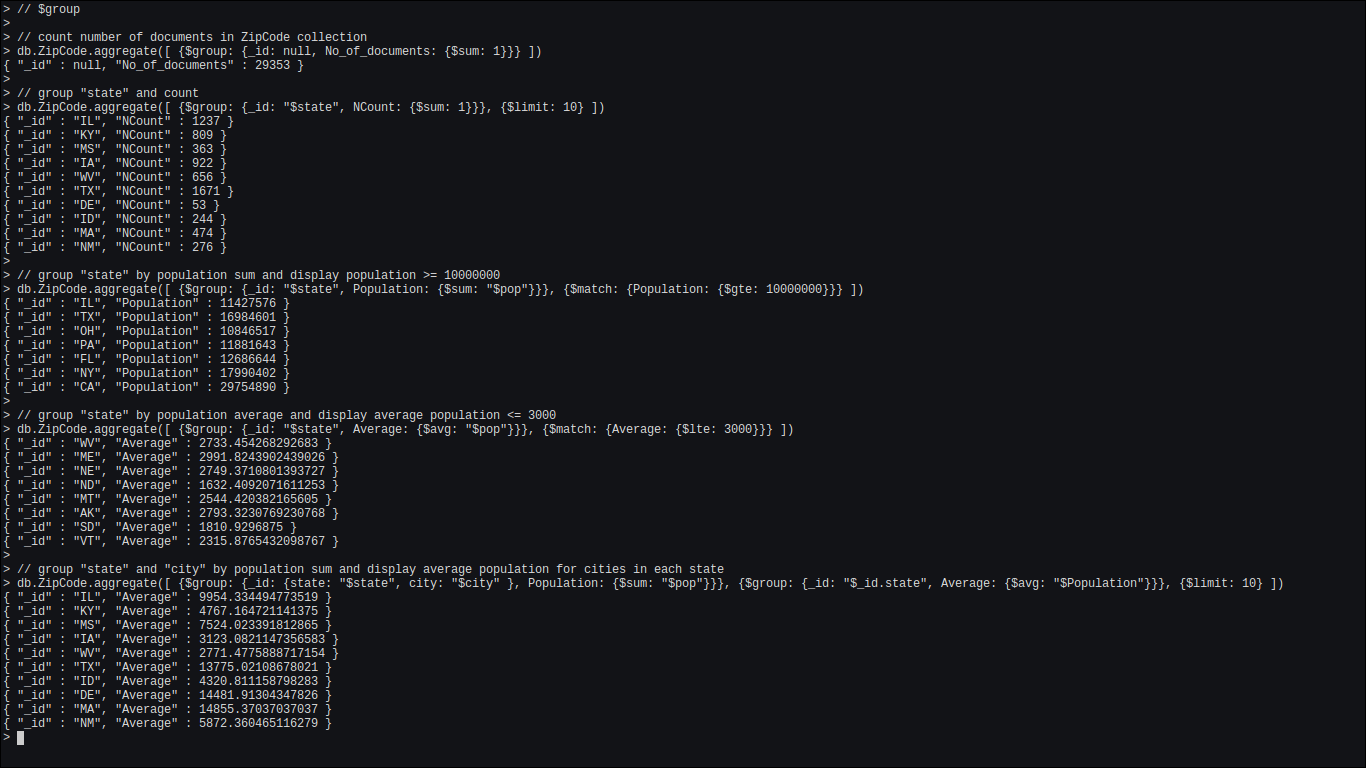 > // $group
>
> // count number of documents in ZipCode collection
> db.ZipCode.aggregate([ {$group: {_id: null, No_of_documents: {$sum: 1}}} ])
{ "_id" : null, "No_of_documents" : 29353 }
>
> // group "state" and count
> db.ZipCode.aggregate([ {$group: {_id: "$state", NCount: {$sum: 1}}}, {$limit: 10} ])
{ "_id" : "IL", "NCount" : 1237 }
{ "_id" : "KY", "NCount" : 809 }
{ "_id" : "MS", "NCount" : 363 }
{ "_id" : "IA", "NCount" : 922 }
{ "_id" : "WV", "NCount" : 656 }
{ "_id" : "TX", "NCount" : 1671 }
{ "_id" : "DE", "NCount" : 53 }
{ "_id" : "ID", "NCount" : 244 }
{ "_id" : "MA", "NCount" : 474 }
{ "_id" : "NM", "NCount" : 276 }
>
> // group "state" by population sum and display population >= 10000000
> db.ZipCode.aggregate([ {$group: {_id: "$state", Population: {$sum: "$pop"}}}, {$match: {Population: {$gte: 10000000}}} ])
{ "_id" : "IL", "Population" : 11427576 }
{ "_id" : "TX", "Population" : 16984601 }
{ "_id" : "OH", "Population" : 10846517 }
{ "_id" : "PA", "Population" : 11881643 }
{ "_id" : "FL", "Population" : 12686644 }
{ "_id" : "NY", "Population" : 17990402 }
{ "_id" : "CA", "Population" : 29754890 }
>
> // group "state" by population average and display average population <= 3000
> db.ZipCode.aggregate([ {$group: {_id: "$state", Average: {$avg: "$pop"}}}, {$match: {Average: {$lte: 3000}}} ])
{ "_id" : "WV", "Average" : 2733.454268292683 }
{ "_id" : "ME", "Average" : 2991.8243902439026 }
{ "_id" : "NE", "Average" : 2749.3710801393727 }
{ "_id" : "ND", "Average" : 1632.4092071611253 }
{ "_id" : "MT", "Average" : 2544.420382165605 }
{ "_id" : "AK", "Average" : 2793.3230769230768 }
{ "_id" : "SD", "Average" : 1810.9296875 }
{ "_id" : "VT", "Average" : 2315.8765432098767 }
>
> // group "state" and "city" by population sum and display average population for cities in each state
> db.ZipCode.aggregate([ {$group: {_id: {state: "$state", city: "$city" }, Population: {$sum: "$pop"}}}, {$group: {_id: "$_id.state", Average: {$avg: "$Population"}}}, {$limit: 10} ])
{ "_id" : "IL", "Average" : 9954.334494773519 }
{ "_id" : "KY", "Average" : 4767.164721141375 }
{ "_id" : "MS", "Average" : 7524.023391812865 }
{ "_id" : "IA", "Average" : 3123.0821147356583 }
{ "_id" : "WV", "Average" : 2771.4775888717154 }
{ "_id" : "TX", "Average" : 13775.02108678021 }
{ "_id" : "ID", "Average" : 4320.811158798283 }
{ "_id" : "DE", "Average" : 14481.91304347826 }
{ "_id" : "MA", "Average" : 14855.37037037037 }
{ "_id" : "NM", "Average" : 5872.360465116279 }
>